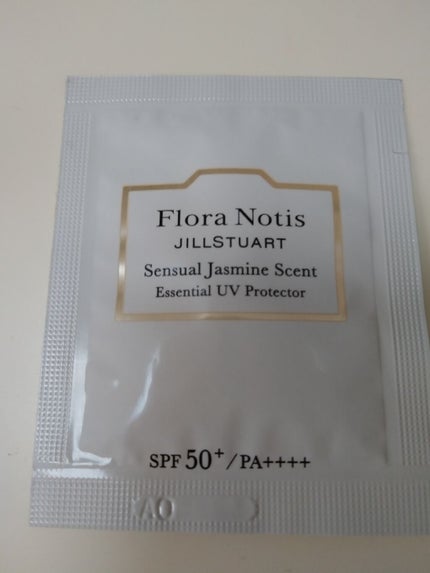 Flora Notis
JILLSTUART
Sensual Jasmine Scent
Essential UV Protector
SPF 50+/PA++++